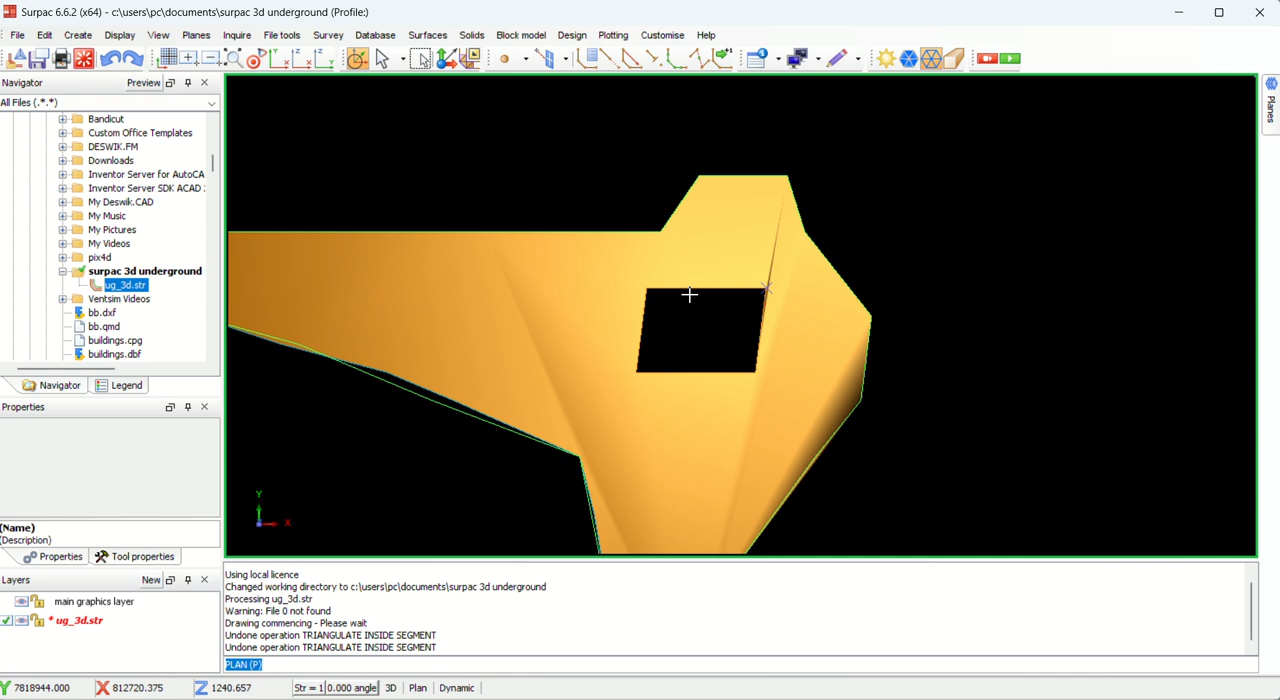 Surpac 6.6.2 (x64) - c:\users\pc\documents\surpac 3d underground (Profile:)
File Edit Create Display View Planes Inquire File tools Survey Database Surfaces Solids Block model Design Plotting Customise Help
Navigator Preview
All Files (*.*)
Bandicut
Custom Office Templates
DESWIK.FM
Downloads
Inventor Server for AutoCA
Inventor Server SDK ACAD
My Deswik.CAD
My Music
My Pictures
My Videos
pix4d
surpac 3d underground
ug_3d.str
Ventsim Videos
bb.dxf
bb.qmd
buildings.cpg
buildings.dbf
Navigator Legend
Properties
(Name)
(Description)
Properties Tool properties
Layers New
main graphics layer
* ug_3d.str
Planes
Y
X
Using local licence
Changed working directory to c:\users\pc\documents\surpac 3d underground
Processing ug_3d.str
Warning: File 0 not found
Drawing commencing - Please wait
Undone operation TRIANGULATE INSIDE SEGMENT
Undone operation TRIANGULATE INSIDE SEGMENT
PLAN (P)
Y 7818944.000 X 812720.375 Z 1240.657 Str = 1 0.000 angle 3D Plan Dynamic